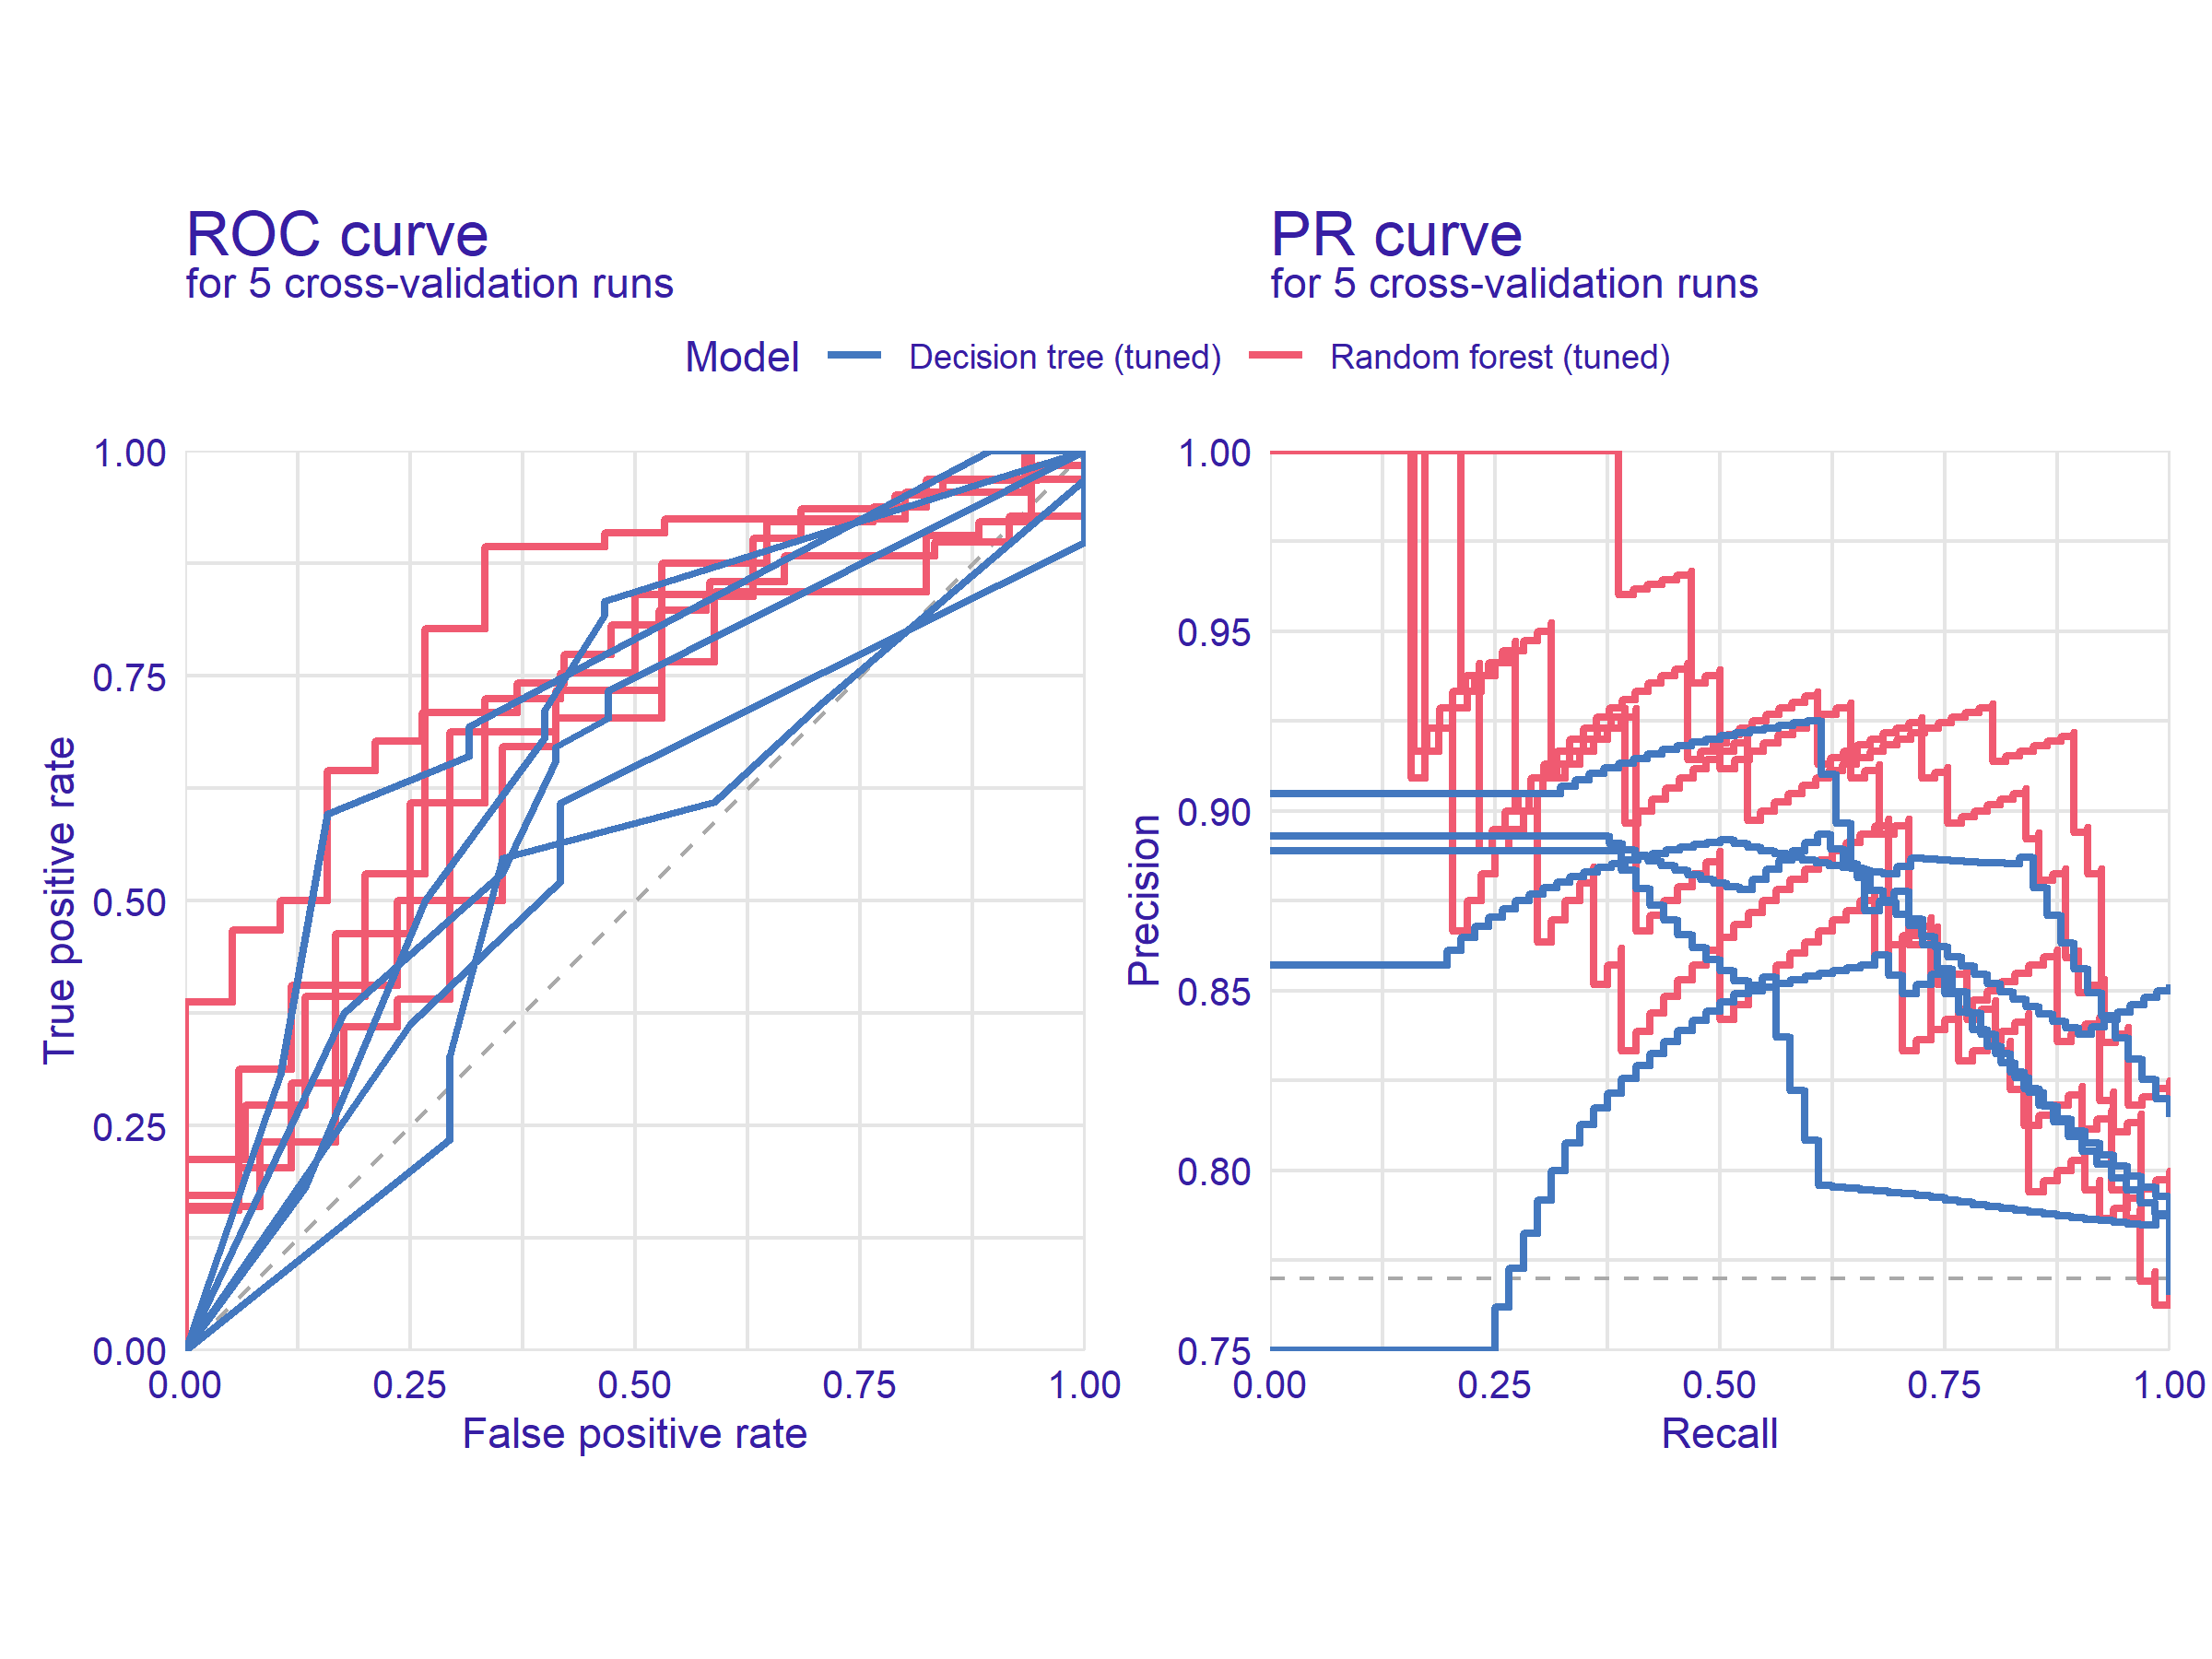 ROC curve
for 5 cross-validation runs
PR curve
for 5 cross-validation runs
Model Decision tree (tuned) Random forest (tuned)
1.00
0.75
0.50
0.25
0.00
True positive rate
0.00 0.25 0.50 0.75 1.00
False positive rate
1.00
0.95
0.90
0.85
0.80
0.75
Precision
0.00 0.25 0.50 0.75 1.00
Recall